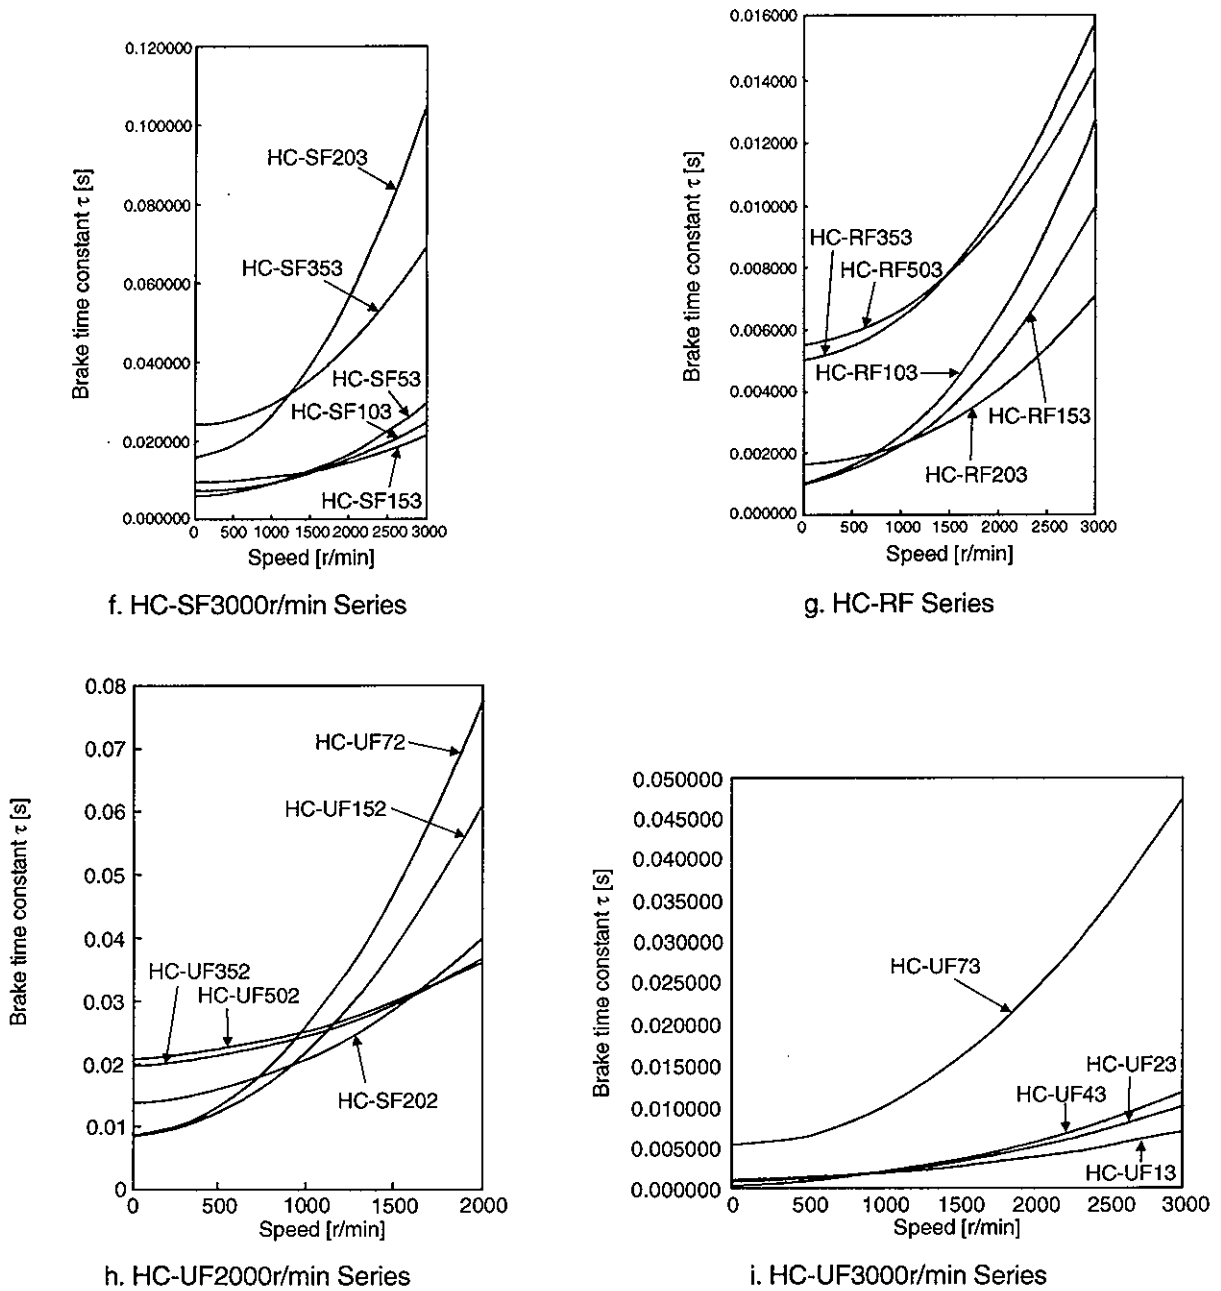 0.120000
0.100000
0.080000
0.060000
0.040000
0.020000
0.000000
Brake time constant τ [s]
HC-SF203
HC-SF353
HC-SF53
HC-SF103
HC-SF153
0 500 1000 1500 2000 2500 3000
Speed [r/min]
f. HC-SF3000r/min Series
0.016000
0.014000
0.012000
0.010000
0.008000
0.006000
0.004000
0.002000
0.000000
Brake time constant τ [s]
HC-RF353
HC-RF503
HC-RF103
HC-RF153
HC-RF203
0 500 1000 1500 2000 2500 3000
Speed [r/min]
g. HC-RF Series
0.08
0.07
0.06
0.05
0.04
0.03
0.02
0.01
0
Brake time constant τ [s]
HC-UF72
HC-UF152
HC-UF352
HC-UF502
HC-SF202
0 500 1000 1500 2000
Speed [r/min]
h. HC-UF2000r/min Series
0.050000
0.045000
0.040000
0.035000
0.030000
0.025000
0.020000
0.015000
0.010000
0.005000
0.000000
Brake time constant τ [s]
HC-UF73
HC-UF23
HC-UF43
HC-UF13
0 500 1000 1500 2000 2500 3000
Speed [r/min]
i. HC-UF3000r/min Series